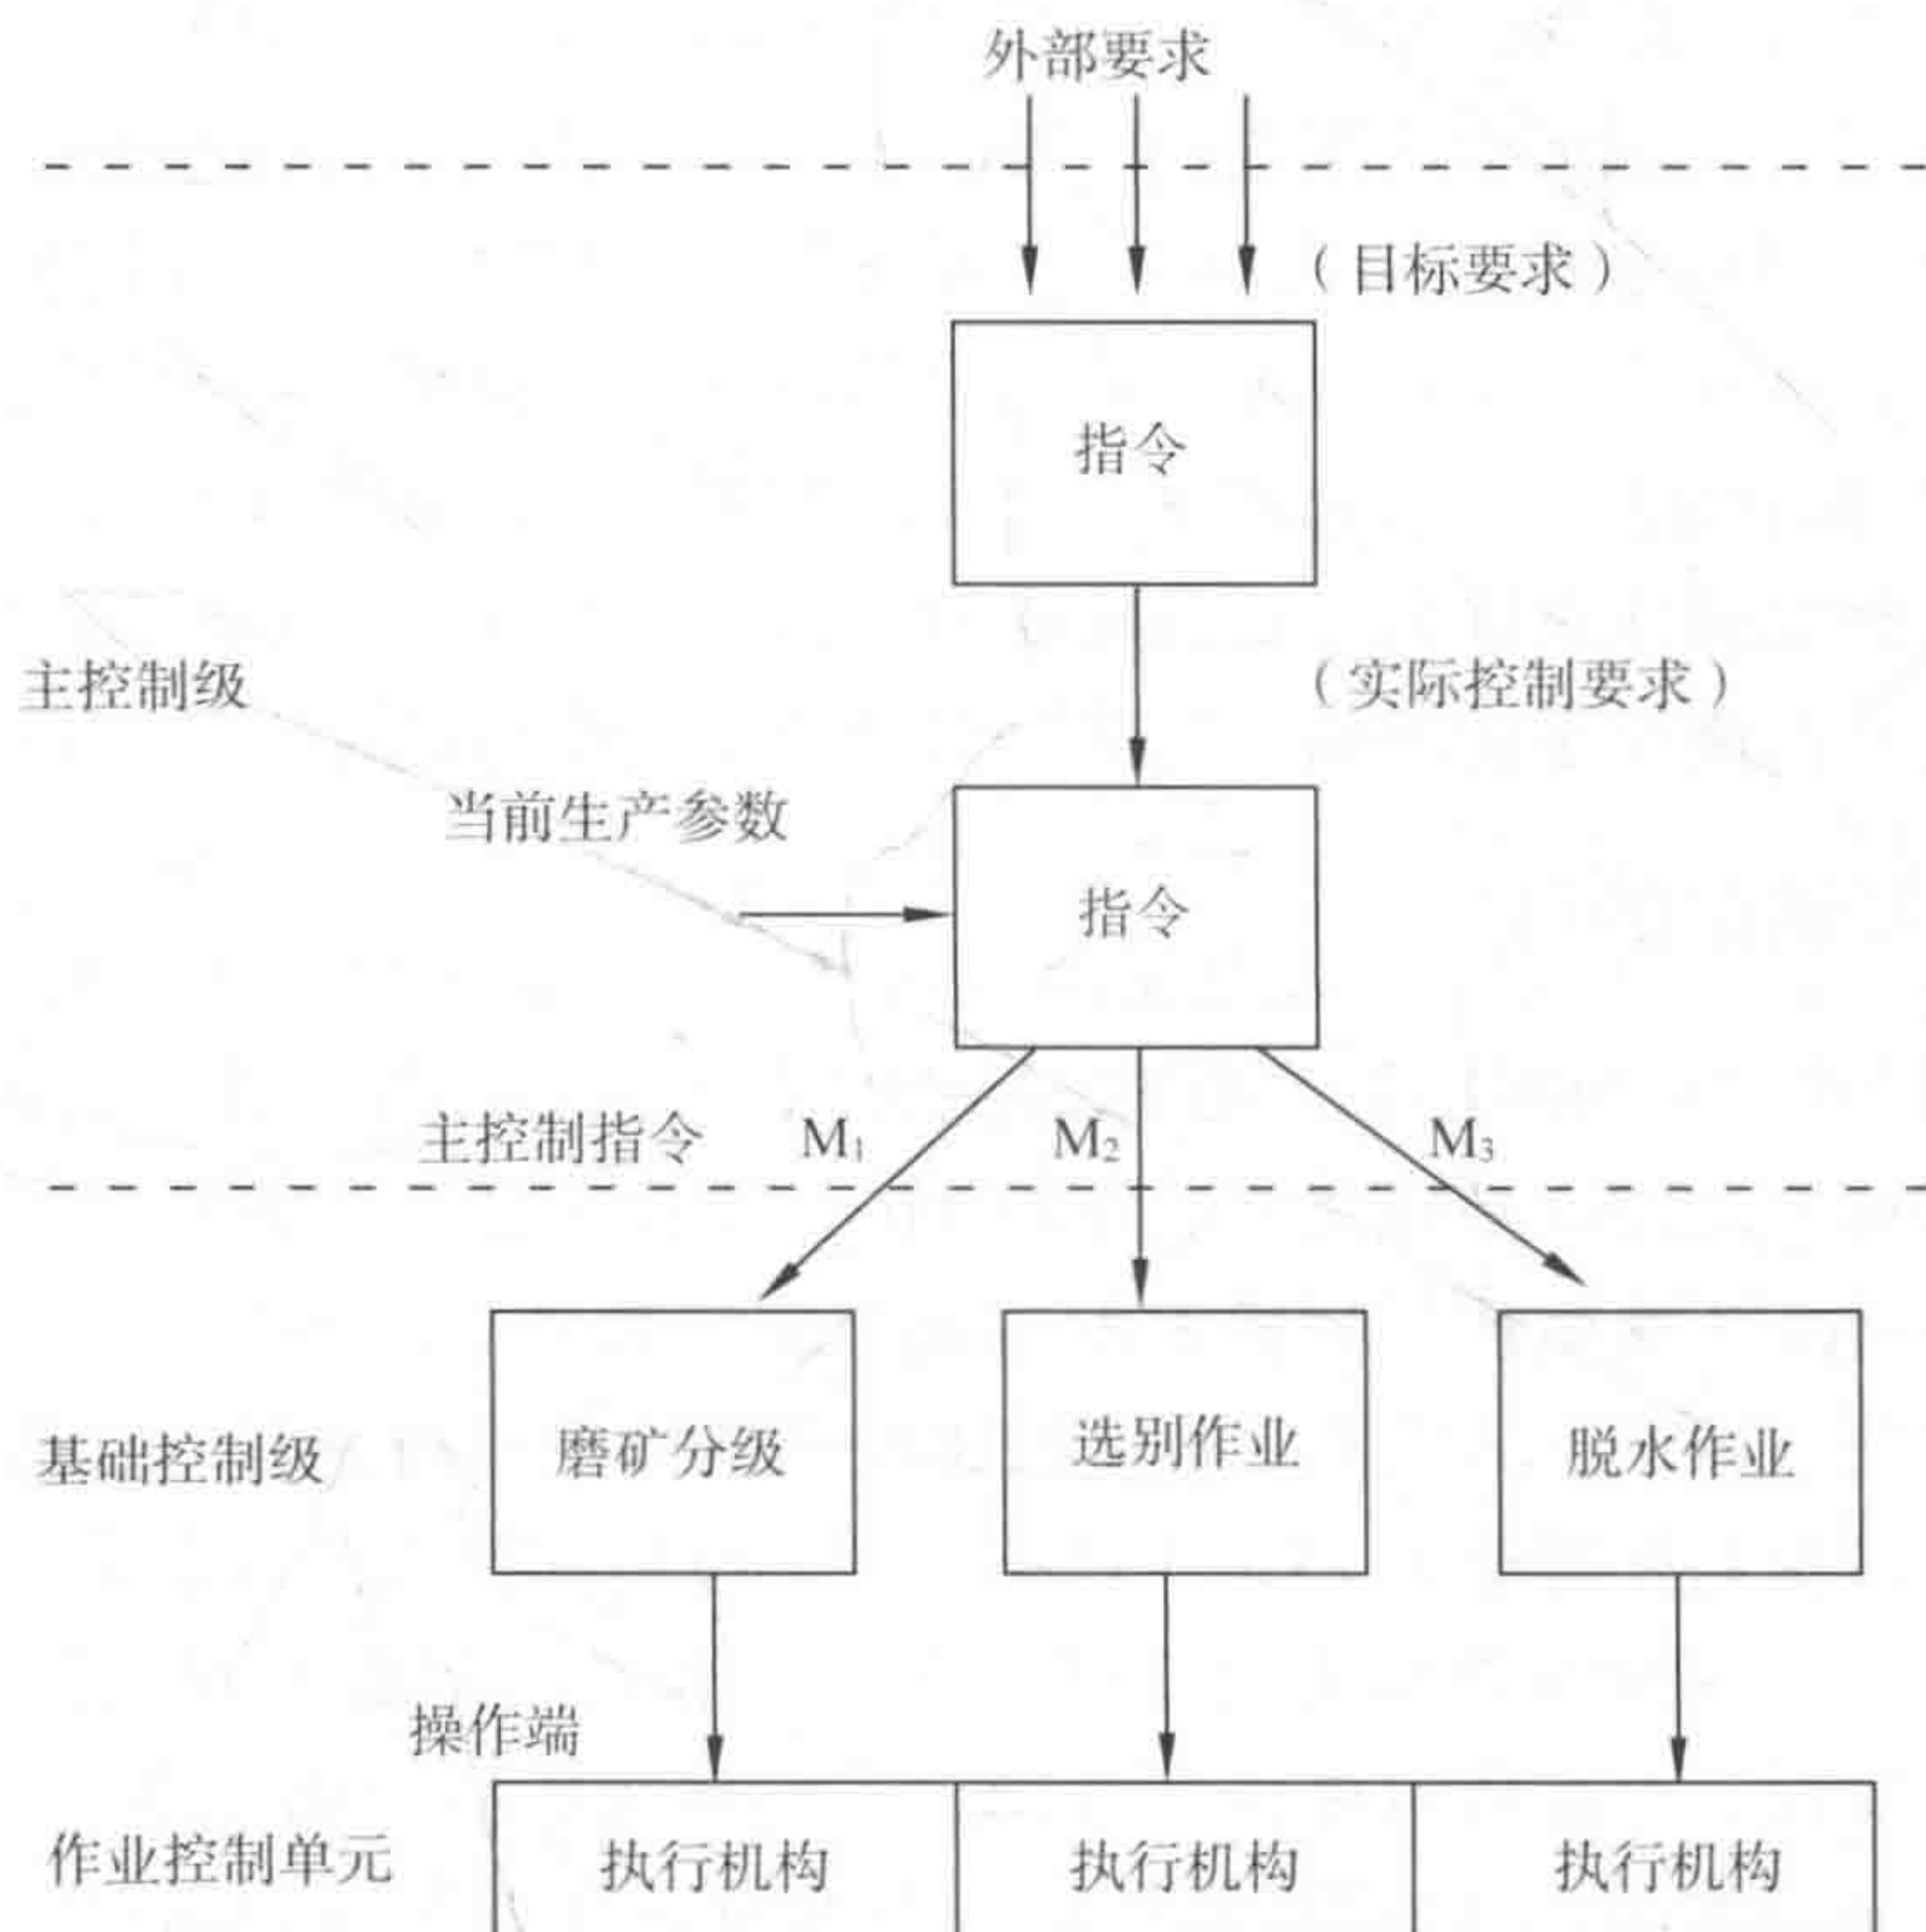 外部要求
（目标要求）
指令
主控制级
（实际控制要求）
当前生产参数
指令
主控制指令 M₁ M₂ M₃
基础控制级 磨矿分级 选别作业 脱水作业
操作端
作业控制单元 执行机构 执行机构 执行机构